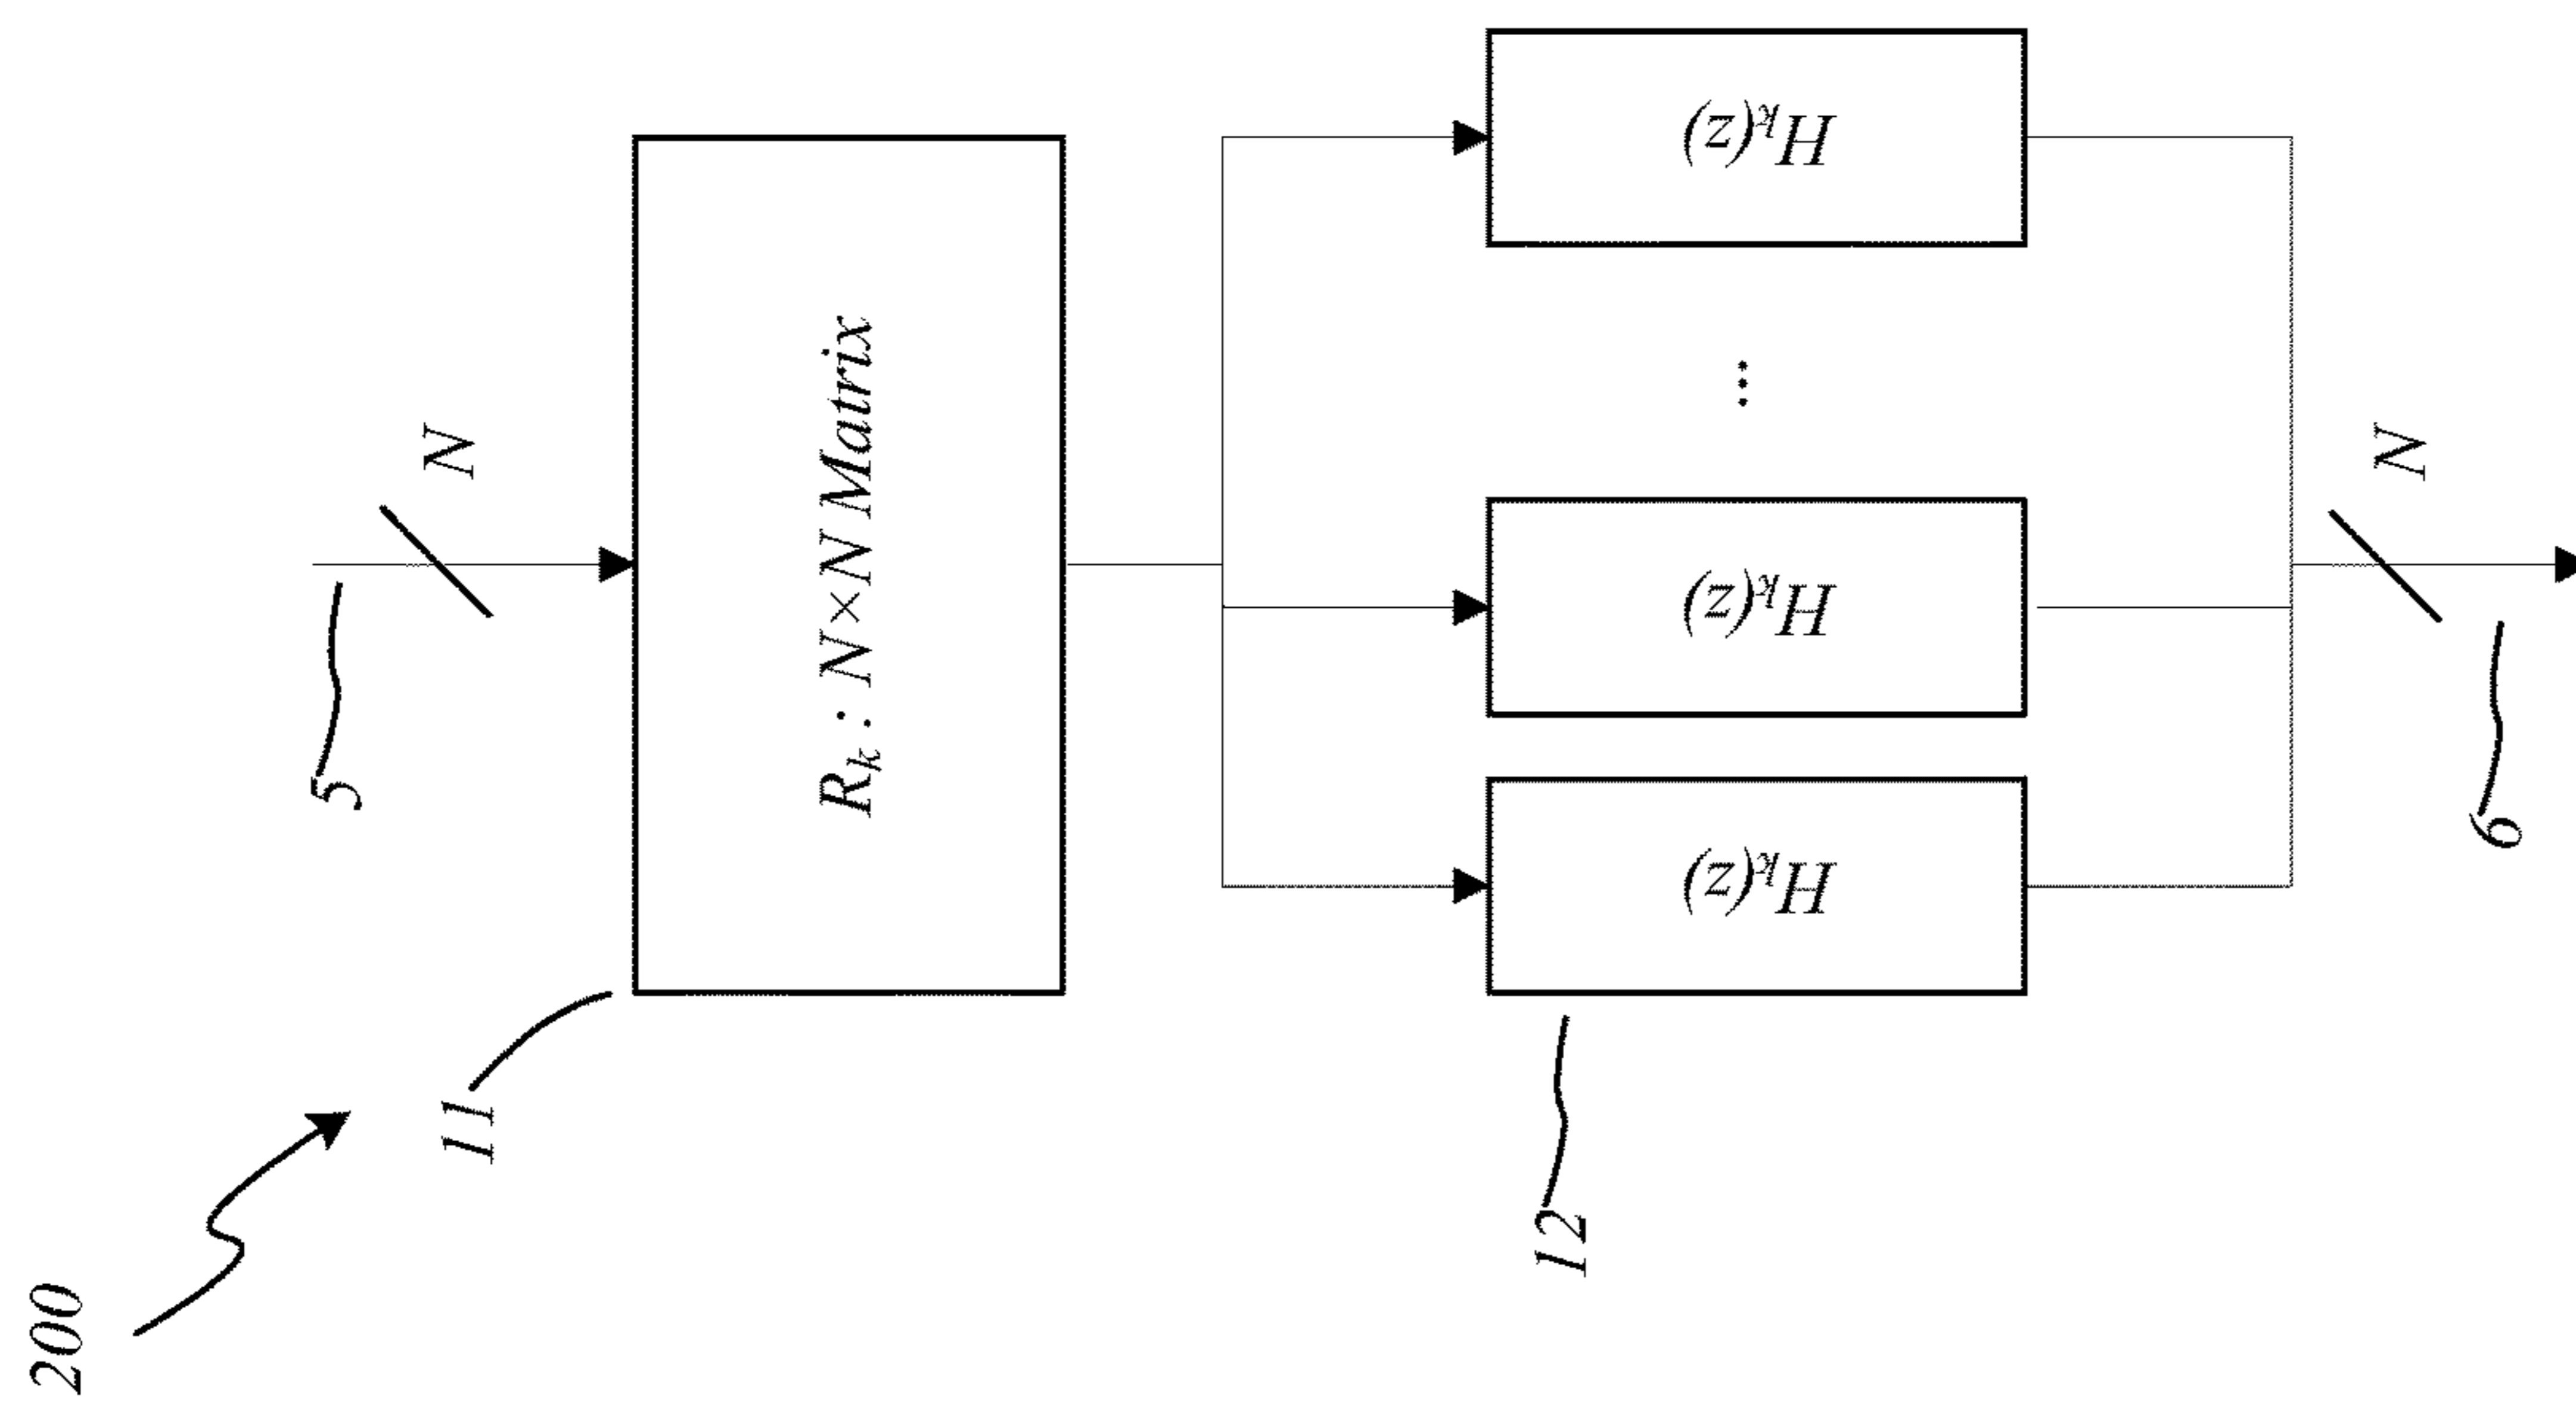 200
5
N
11
R_k : N×N Matrix
12
H_k(z)
H_k(z)
...
H_k(z)
N
6